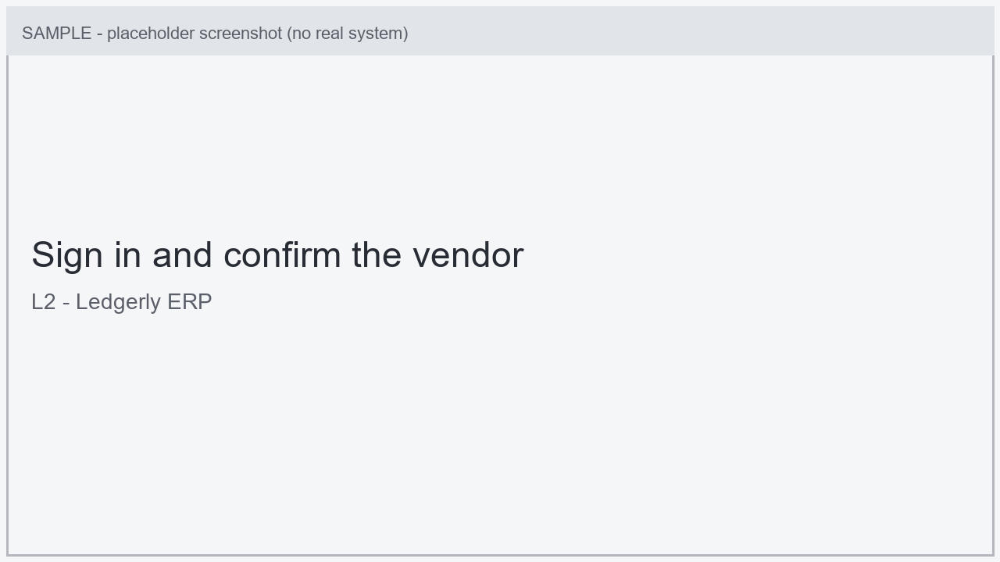 SAMPLE - placeholder screenshot (no real system)
Sign in and confirm the vendor
L2 - Ledgerly ERP